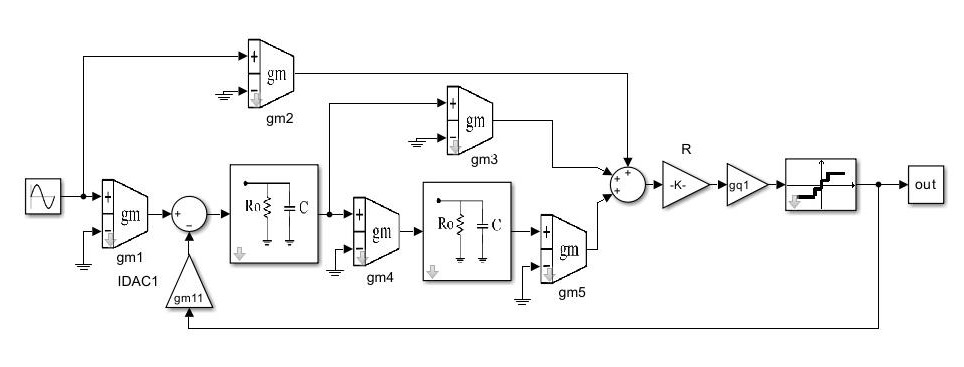 +
gm
−
gm2
+
gm
−
gm3
R
+
gm
−
gm1
+
−
Ro
C
+
gm
−
gm4
Ro
C
+
gm
−
gm5
+
+
+
-K-
gq1
out
IDAC1
gm11